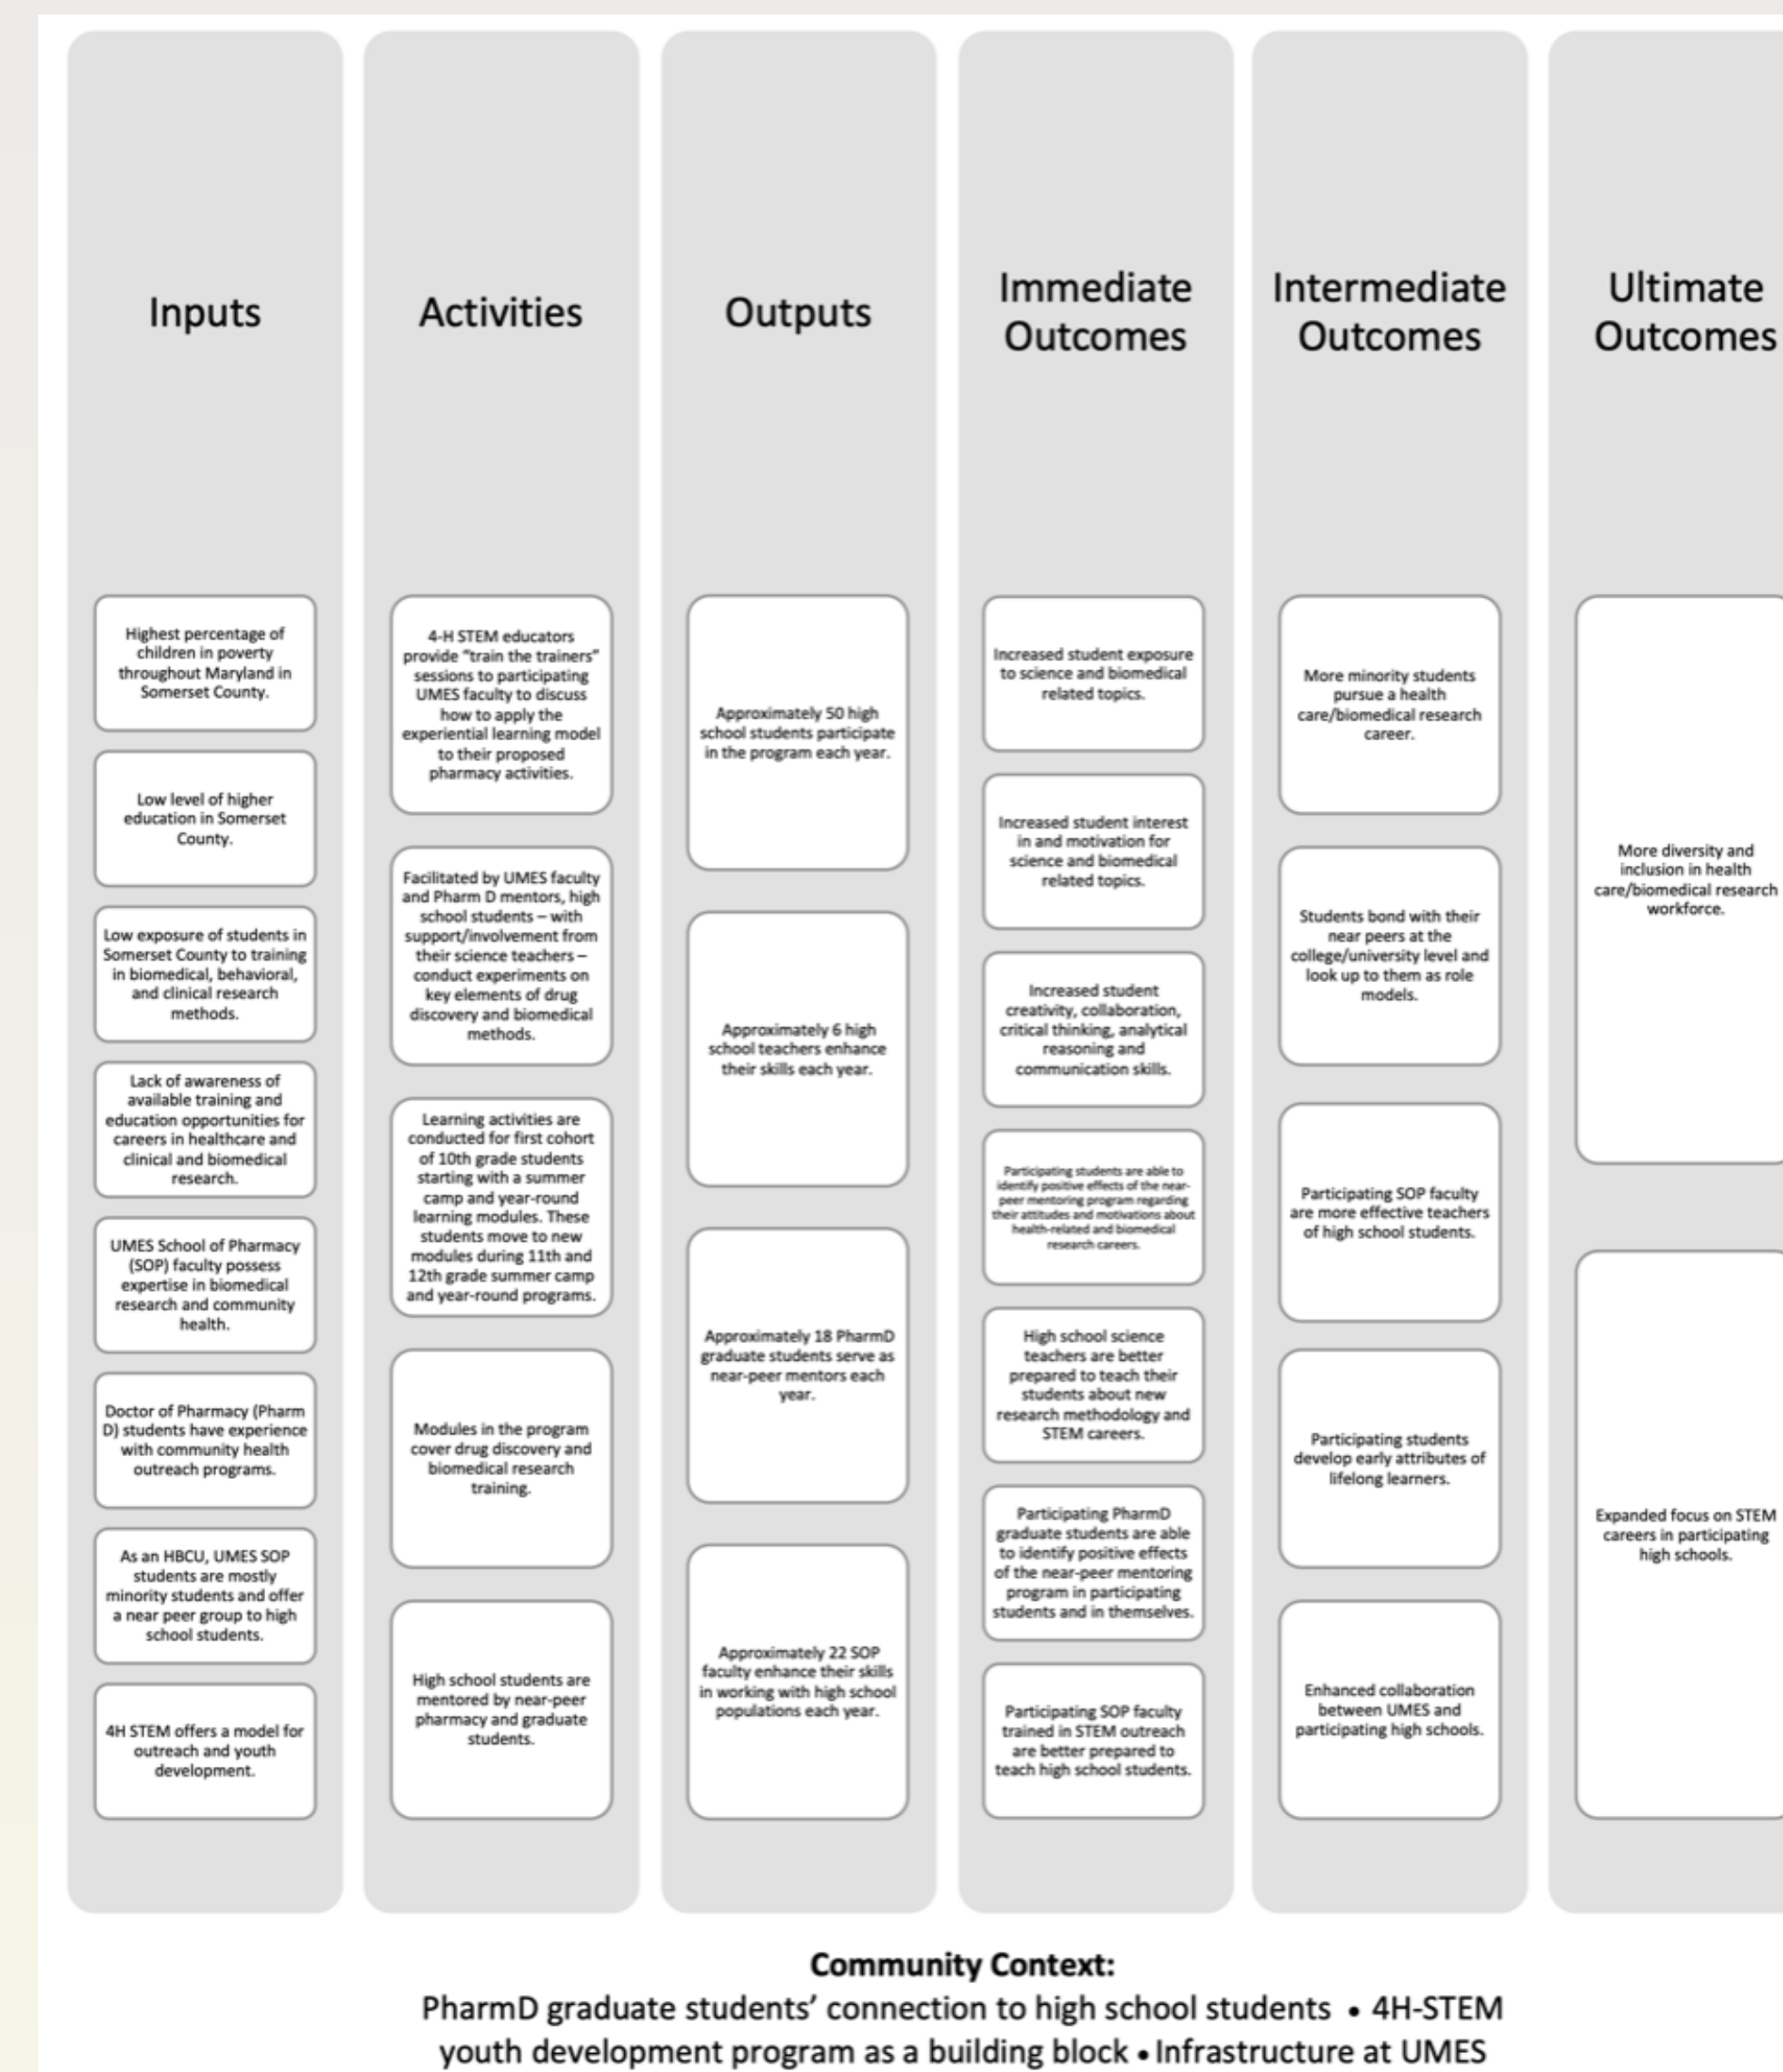 Inputs
Highest percentage of
children in poverty
throughout Maryland in
Somerset County.
Low level of higher
education in Somerset
County.
Low exposure of students in
Somerset County to training
in biomedical, behavioral,
and clinical research
methods.
Lack of awareness of
available training and
education opportunities for
careers in healthcare and
clinical and biomedical
research.
UMES School of Pharmacy
(SOP) faculty possess
expertise in biomedical
research and community
health.
Doctor of Pharmacy (Pharm
D) students have experience
with community health
outreach programs.
As an HBCU, UMES SOP
students are mostly
minority students and offer
a near peer group to high
school students.
4H STEM offers a model for
outreach and youth
development.
Activities
4-H STEM educators
provide “train the trainers”
sessions to participating
UMES faculty to discuss
how to apply the
experiential learning model
to their proposed
pharmacy activities.
Facilitated by UMES faculty
and Pharm D mentors, high
school students – with
support/involvement from
their science teachers –
conduct experiments on
key elements of drug
discovery and biomedical
methods.
Learning activities are
conducted for first cohort
of 10th grade students
starting with a summer
camp and year-round
learning modules. These
students move to new
modules during 11th and
12th grade summer camp
and year-round programs.
Modules in the program
cover drug discovery and
biomedical research
training.
High school students are
mentored by near-peer
pharmacy and graduate
students.
Outputs
Approximately 50 high
school students participate
in the program each year.
Approximately 6 high
school teachers enhance
their skills each year.
Approximately 18 PharmD
graduate students serve as
near-peer mentors each
year.
Approximately 22 SOP
faculty enhance their skills
in working with high school
populations each year.
Immediate
Outcomes
Increased student exposure
to science and biomedical
related topics.
Increased student interest
in and motivation for
science and biomedical
related topics.
Increased student
creativity, collaboration,
critical thinking, analytical
reasoning and
communication skills.
Participating students are able to
identify positive effects of the near-
peer mentoring program regarding
their attitudes and motivations about
health-related and biomedical
research careers.
High school science
teachers are better
prepared to teach their
students about new
research methodology and
STEM careers.
Participating PharmD
graduate students are able
to identify positive effects
of the near-peer mentoring
program in participating
students and in themselves.
Participating SOP faculty
trained in STEM outreach
are better prepared to
teach high school students.
Intermediate
Outcomes
More minority students
pursue a health
care/biomedical research
career.
Students bond with their
near peers at the
college/university level and
look up to them as role
models.
Participating SOP faculty
are more effective teachers
of high school students.
Participating students
develop early attributes of
lifelong learners.
Enhanced collaboration
between UMES and
participating high schools.
Ultimate
Outcomes
More diversity and
inclusion in health
care/biomedical research
workforce.
Expanded focus on STEM
careers in participating
high schools.
Community Context:
PharmD graduate students’ connection to high school students • 4H-STEM
youth development program as a building block • Infrastructure at UMES